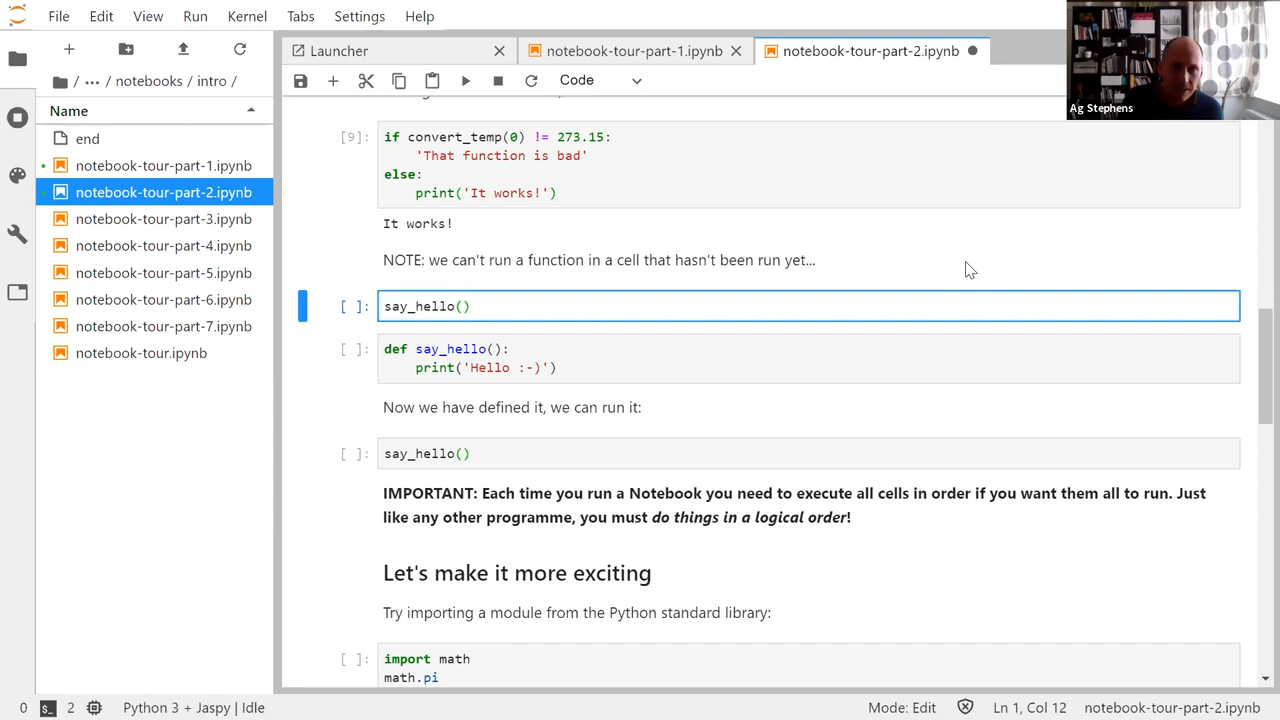 File Edit View Run Kernel Tabs Settings Help
Launcher
notebook-tour-part-1.ipynb
notebook-tour-part-2.ipynb
Ag Stephens
/ ... / notebooks / intro /
Code
Name
end
notebook-tour-part-1.ipynb
notebook-tour-part-2.ipynb
notebook-tour-part-3.ipynb
notebook-tour-part-4.ipynb
notebook-tour-part-5.ipynb
notebook-tour-part-6.ipynb
notebook-tour-part-7.ipynb
notebook-tour.ipynb
[9]: if convert_temp(0) != 273.15:
'That function is bad'
else:
print('It works!')
It works!
NOTE: we can't run a function in a cell that hasn't been run yet...
[ ]: say_hello()
[ ]: def say_hello():
print('Hello :-)')
Now we have defined it, we can run it:
[ ]: say_hello()
IMPORTANT: Each time you run a Notebook you need to execute all cells in order if you want them all to run. Just
like any other programme, you must do things in a logical order!
Let's make it more exciting
Try importing a module from the Python standard library:
[ ]: import math
math.pi
0 2 Python 3 + Jaspy | Idle
Mode: Edit Ln 1, Col 12 notebook-tour-part-2.ipynb